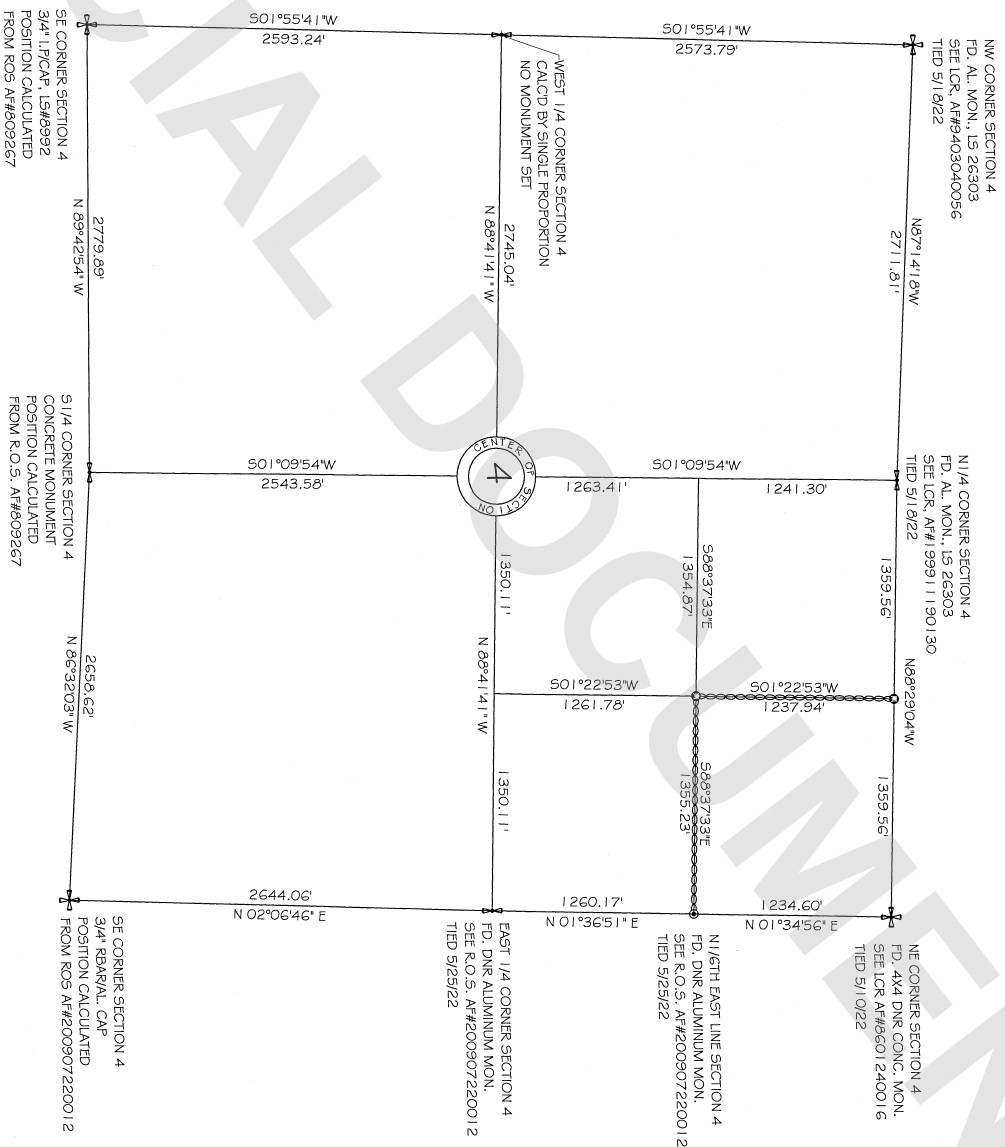 NW CORNER SECTION 4
FD. AL. MON., LS 26303
SEE LCR, AF#9403040056
TIED 5/18/22
N87°14'18"W
2711.81'
N1/4 CORNER SECTION 4
FD. AL. MON., LS 26303
SEE LCR, AF#199911190130
TIED 5/18/22
1359.56'
N88°29'04"W
1359.56'
NE CORNER SECTION 4
FD. 4X4 DNR CONC. MON.
SEE LCR AF#8601240016
TIED 5/10/22
S01°55'41"W
2573.79'
S01°09'54"W
1241.30'
1263.41'
S01°22'53"W
1237.94'
1234.60'
N 01°34'56" E
S88°37'33"E
1354.87'
S88°37'33"E
1355.23'
N1/16TH EAST LINE SECTION 4
FD. DNR ALUMINUM MON.
SEE R.O.S. AF#200907220012
TIED 5/25/22
S01°22'53"W
1261.78'
1260.17'
N 01°36'51" E
WEST 1/4 CORNER SECTION 4
CALC'D BY SINGLE PROPORTION
NO MONUMENT SET
2745.04'
N 88°41'41" W
CENTER OF SECTION
4
1350.11'
N 88°41'41" W
1350.11'
EAST 1/4 CORNER SECTION 4
FD. DNR ALUMINUM MON.
SEE R.O.S. AF#200907220012
TIED 5/25/22
S01°55'41"W
2593.24'
S01°09'54"W
2543.58'
2644.06'
N 02°06'46" E
SE CORNER SECTION 4
3/4" I.P/CAP, LS#8992
POSITION CALCULATED
FROM ROS AF#809267
2779.89'
N 89°42'54" W
S1/4 CORNER SECTION 4
CONCRETE MONUMENT
POSITION CALCULATED
FROM R.O.S. AF#809267
2658.62'
N 86°32'03" W
SE CORNER SECTION 4
3/4" RBAR/AL. CAP
POSITION CALCULATED
FROM ROS AF#200907220012
CIAL DOCUMEN